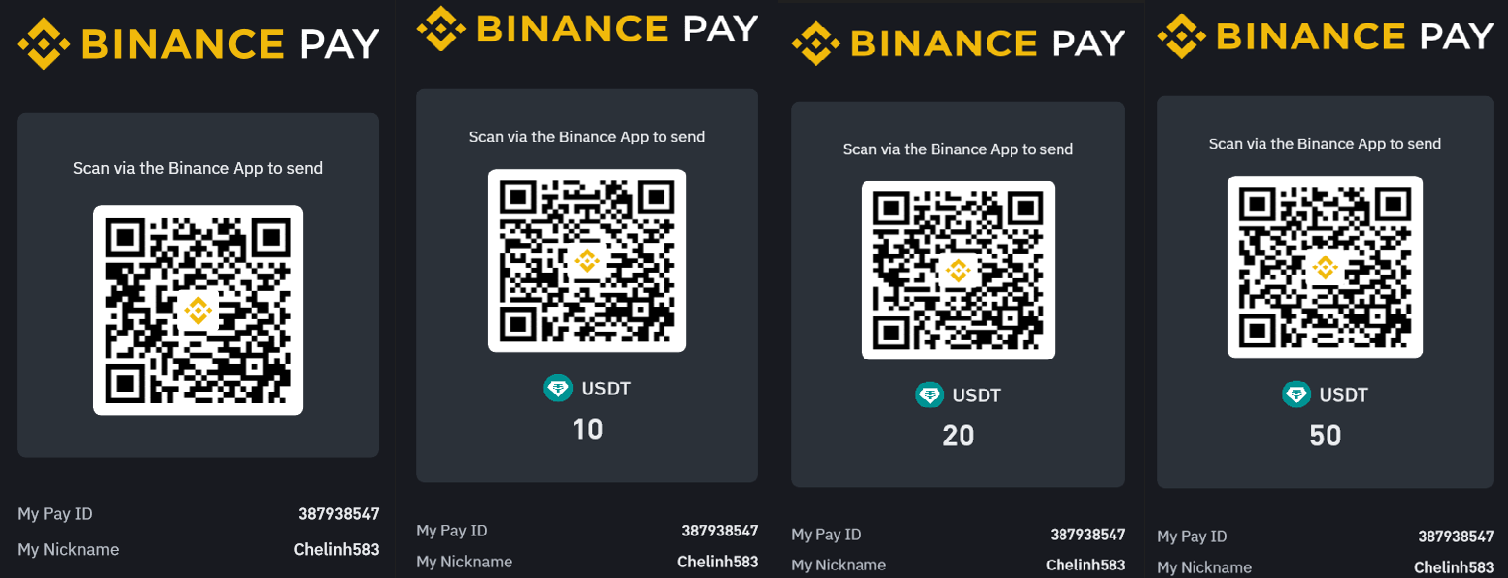 BINANCE PAY
Scan via the Binance App to send
My Pay ID 387938547
My Nickname Chelinh583
BINANCE PAY
Scan via the Binance App to send
USDT
10
My Pay ID 387938547
My Nickname Chelinh583
BINANCE PAY
Scan via the Binance App to send
USDT
20
My Pay ID 387938547
My Nickname Chelinh583
BINANCE PAY
Scan via the Binance App to send
USDT
50
My Pay ID 387938547
My Nickname Chelinh583